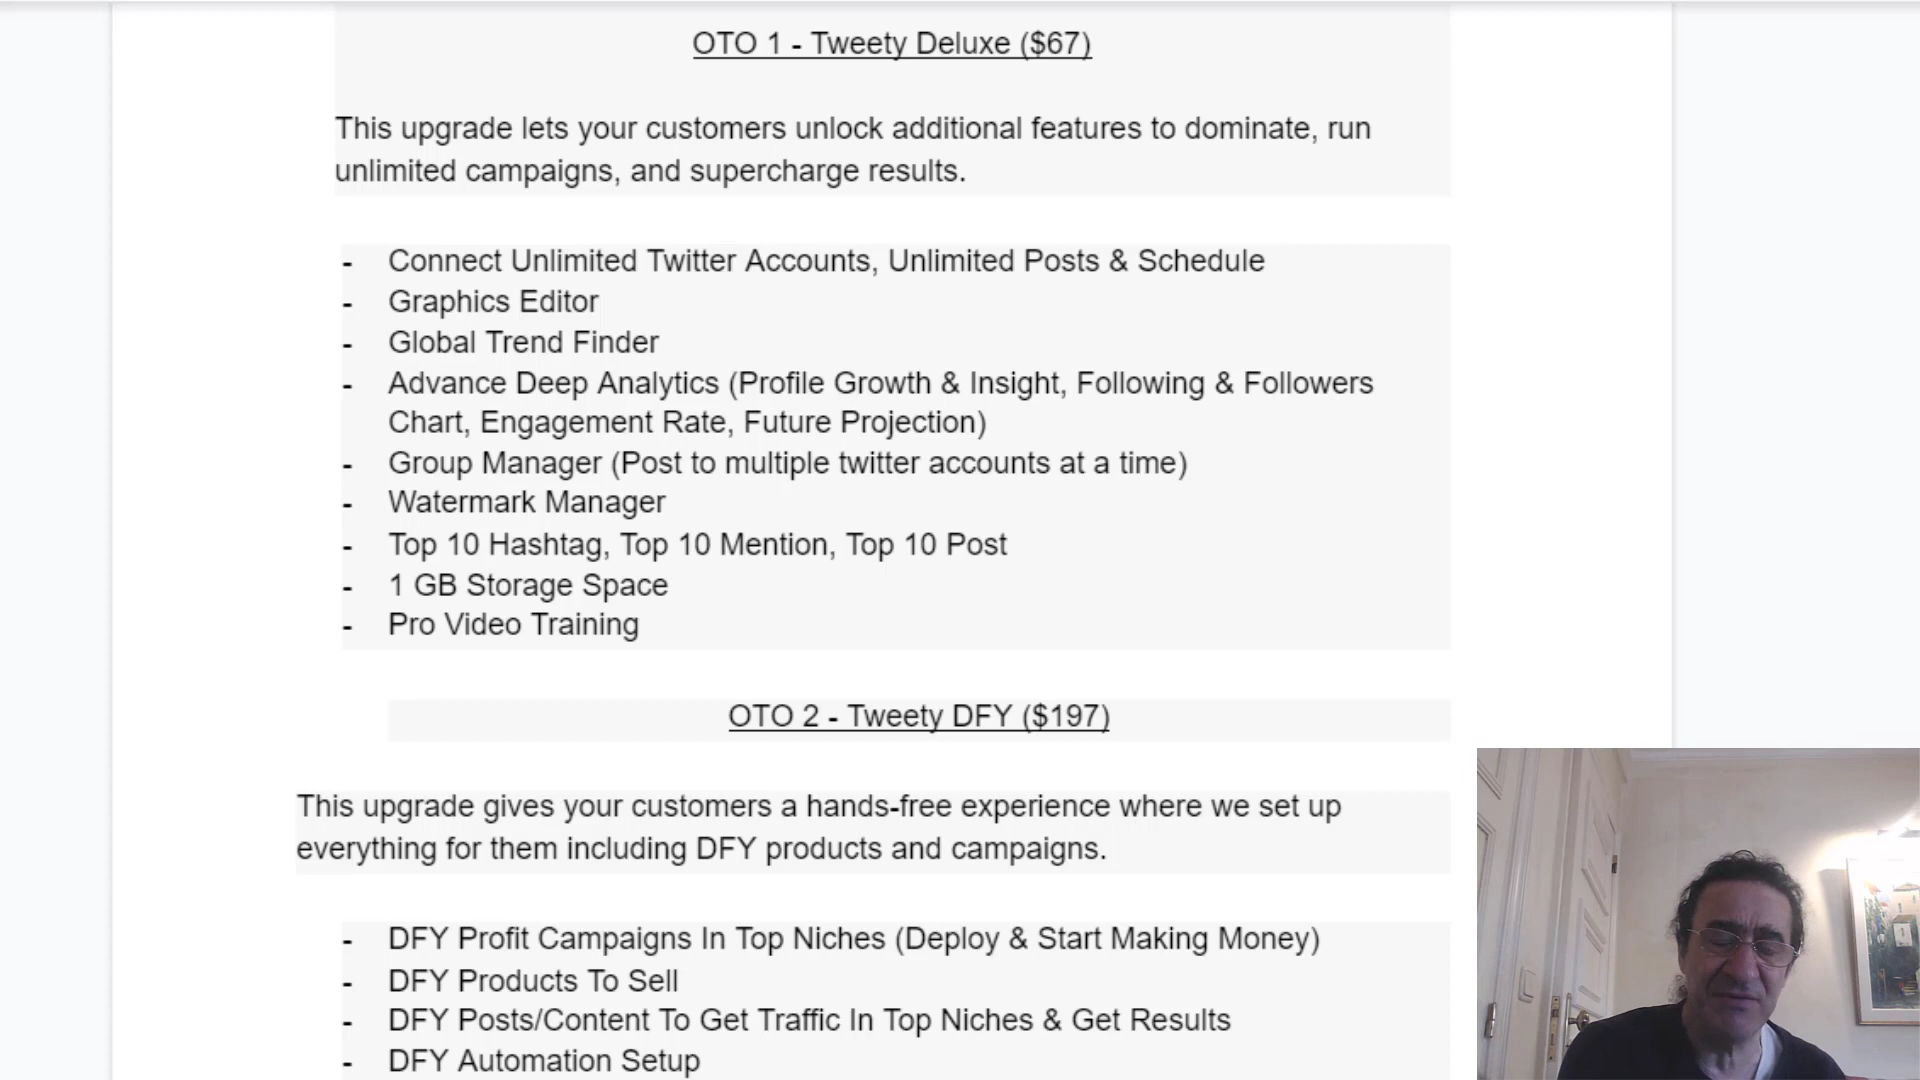 OTO 1 - Tweety Deluxe ($67)
This upgrade lets your customers unlock additional features to dominate, run
unlimited campaigns, and supercharge results.
- Connect Unlimited Twitter Accounts, Unlimited Posts & Schedule
- Graphics Editor
- Global Trend Finder
- Advance Deep Analytics (Profile Growth & Insight, Following & Followers
Chart, Engagement Rate, Future Projection)
- Group Manager (Post to multiple twitter accounts at a time)
- Watermark Manager
- Top 10 Hashtag, Top 10 Mention, Top 10 Post
- 1 GB Storage Space
- Pro Video Training
OTO 2 - Tweety DFY ($197)
This upgrade gives your customers a hands-free experience where we set up
everything for them including DFY products and campaigns.
- DFY Profit Campaigns In Top Niches (Deploy & Start Making Money)
- DFY Products To Sell
- DFY Posts/Content To Get Traffic In Top Niches & Get Results
- DFY Automation Setup